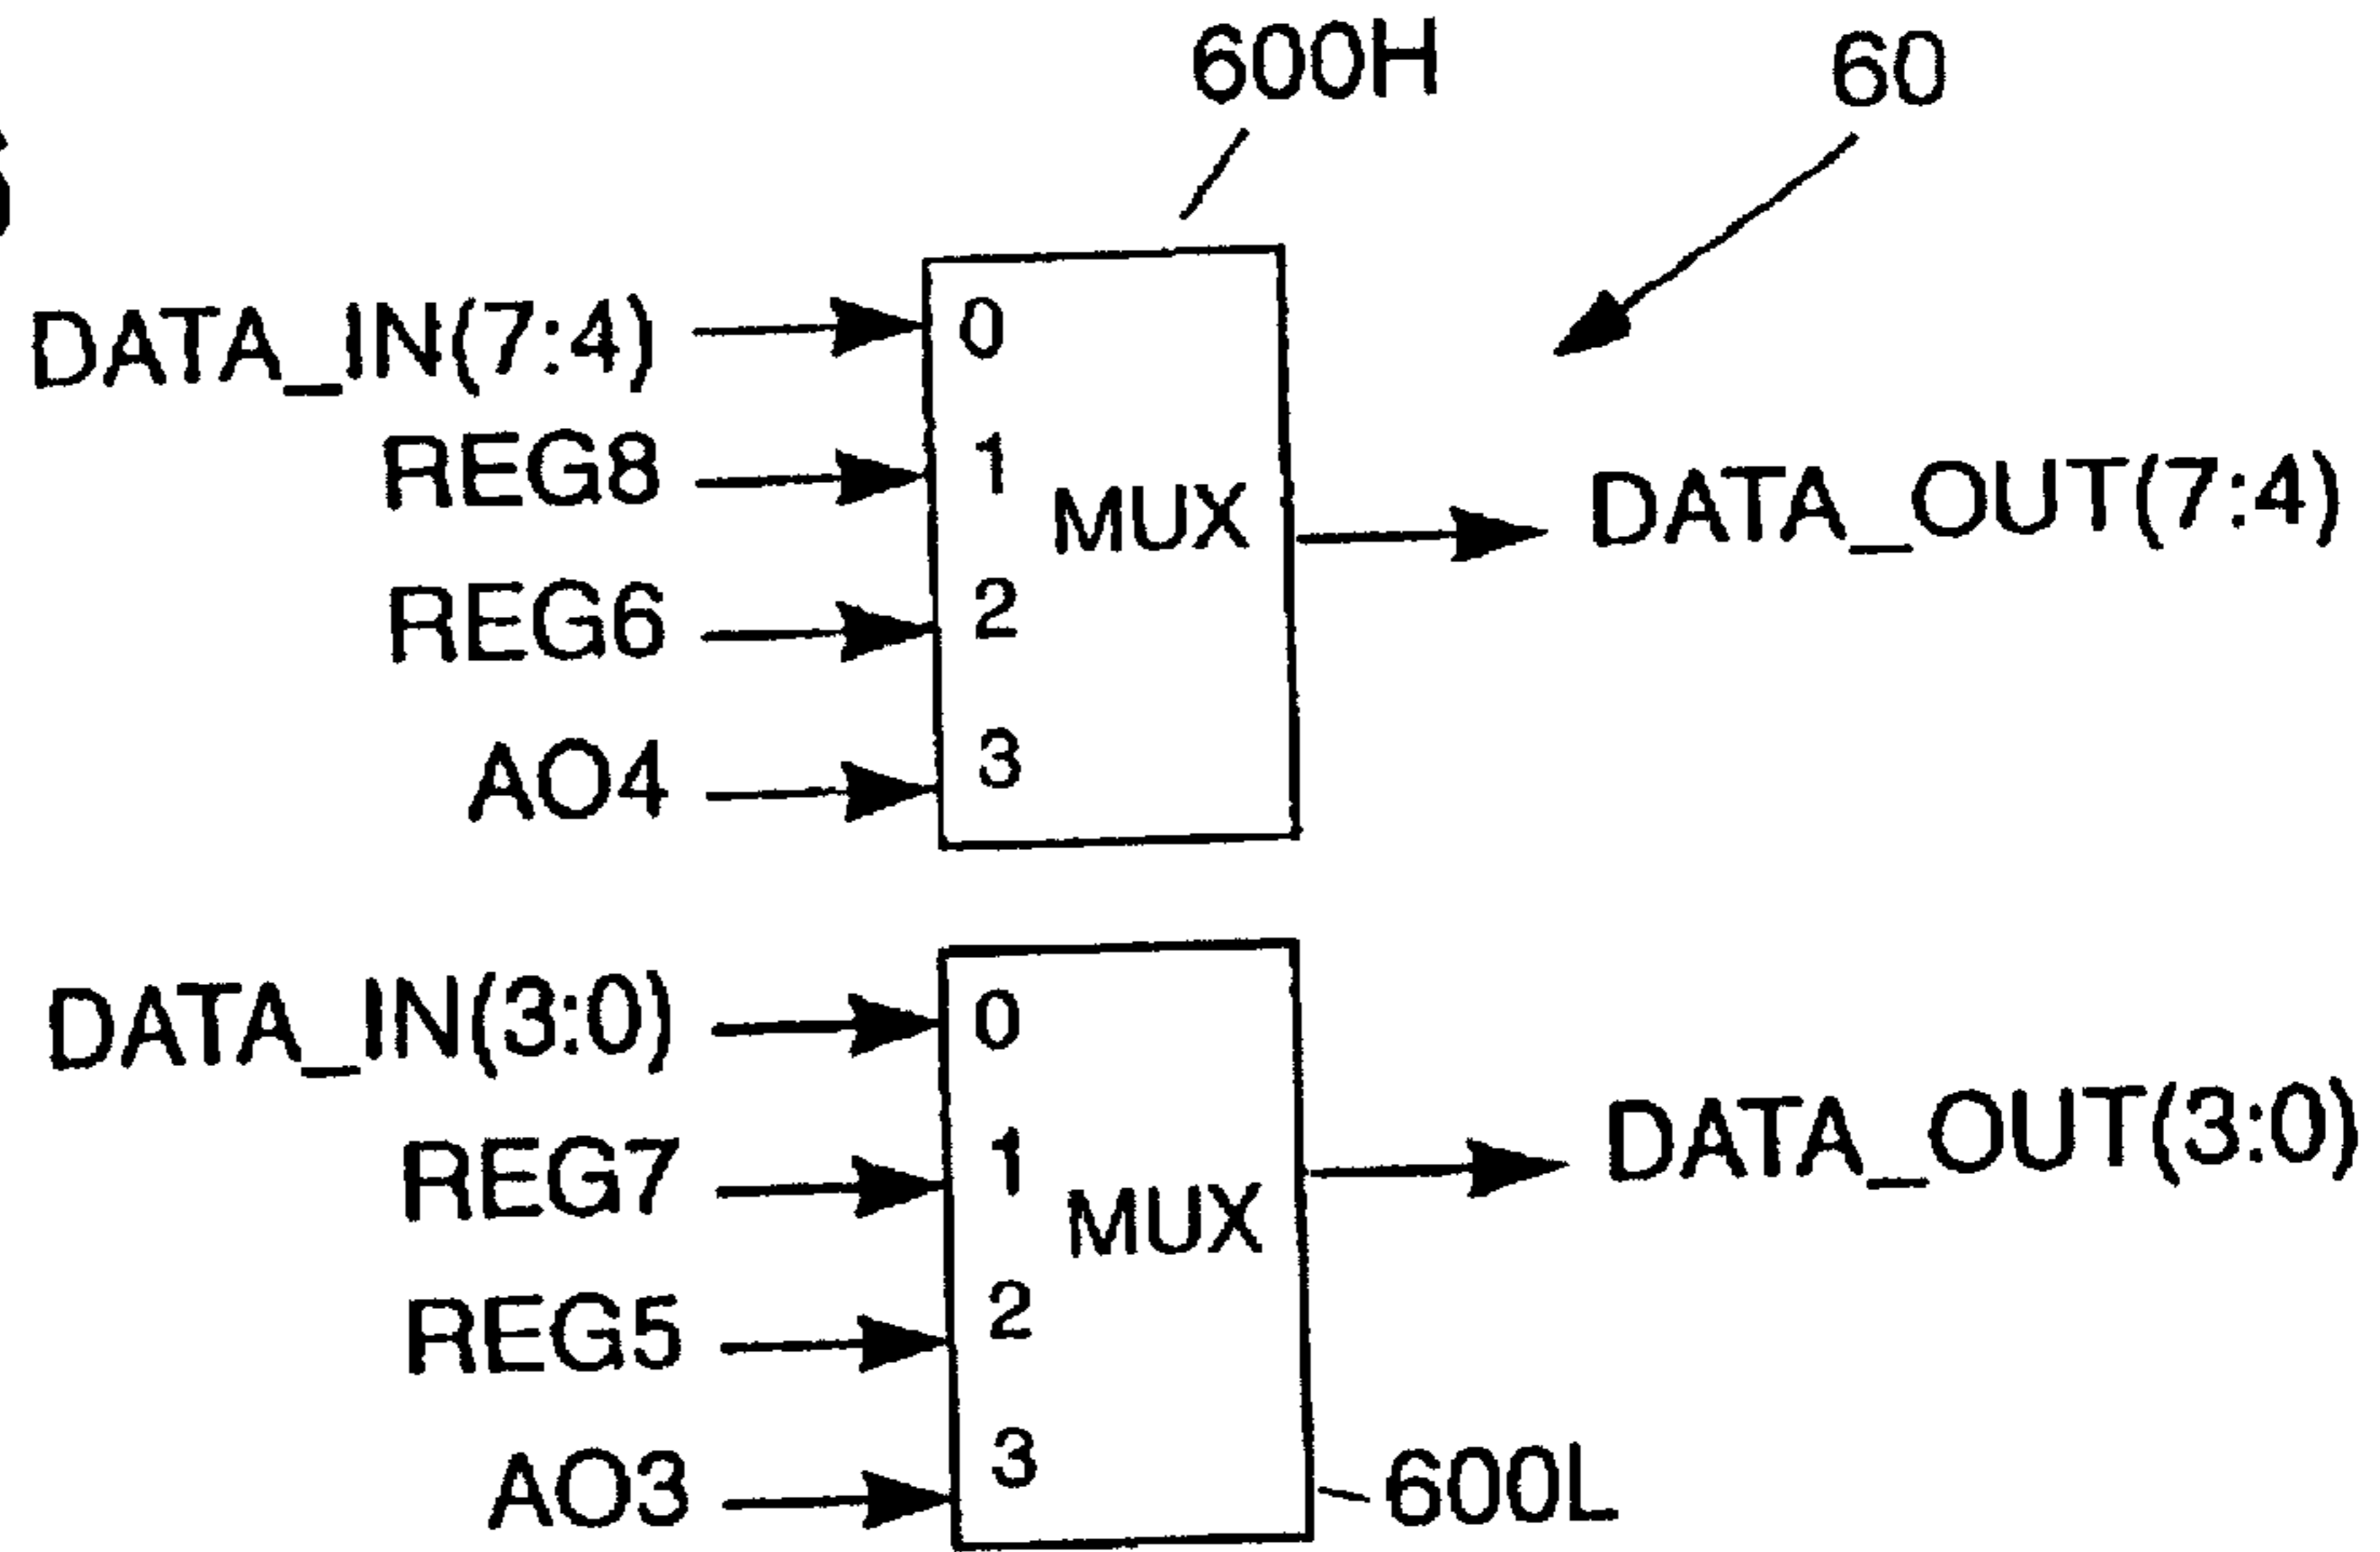 600H
60
DATA_IN(7:4)
0
REG8
1
MUX
DATA_OUT(7:4)
REG6
2
AO4
3
DATA_IN(3:0)
0
REG7
1
MUX
DATA_OUT(3:0)
REG5
2
AO3
3
600L